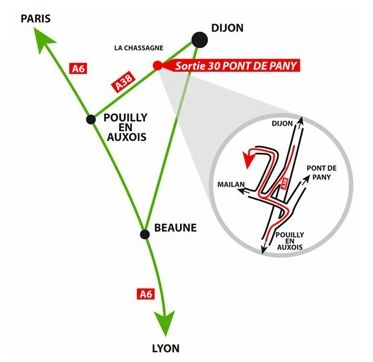 PARIS
DIJON
LA CHASSAGNE
A6
Sortie 30 PONT DE PANY
A38
POUILLY
EN
AUXOIS
DIJON
PONT DE
PANY
A38
MAILAN
POUILLY
EN
AUXOIS
BEAUNE
A6
LYON